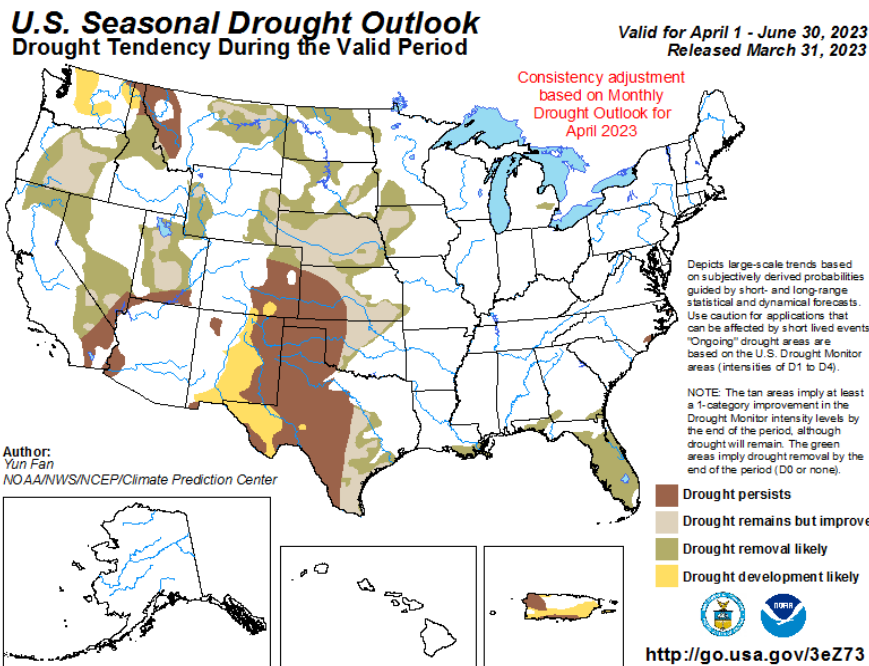 U.S. Seasonal Drought Outlook
Drought Tendency During the Valid Period
Valid for April 1 - June 30, 2023
Released March 31, 2023
Consistency adjustment
based on Monthly
Drought Outlook for
April 2023
Depicts large-scale trends based
on subjectively derived probabilities
guided by short- and long-range
statistical and dynamical forecasts.
Use caution for applications that
can be affected by short lived events
"Ongoing" drought areas are
based on the U.S. Drought Monitor
areas (intensities of D1 to D4).
NOTE: The tan areas imply at least
a 1-category improvement in the
Drought Monitor intensity levels by
the end of the period, although
drought will remain. The green
areas imply drought removal by the
end of the period (D0 or none).
Author:
Yun Fan
NOAA/NWS/NCEP/Climate Prediction Center
Drought persists
Drought remains but improve
Drought removal likely
Drought development likely
NOAA
http://go.usa.gov/3eZ73